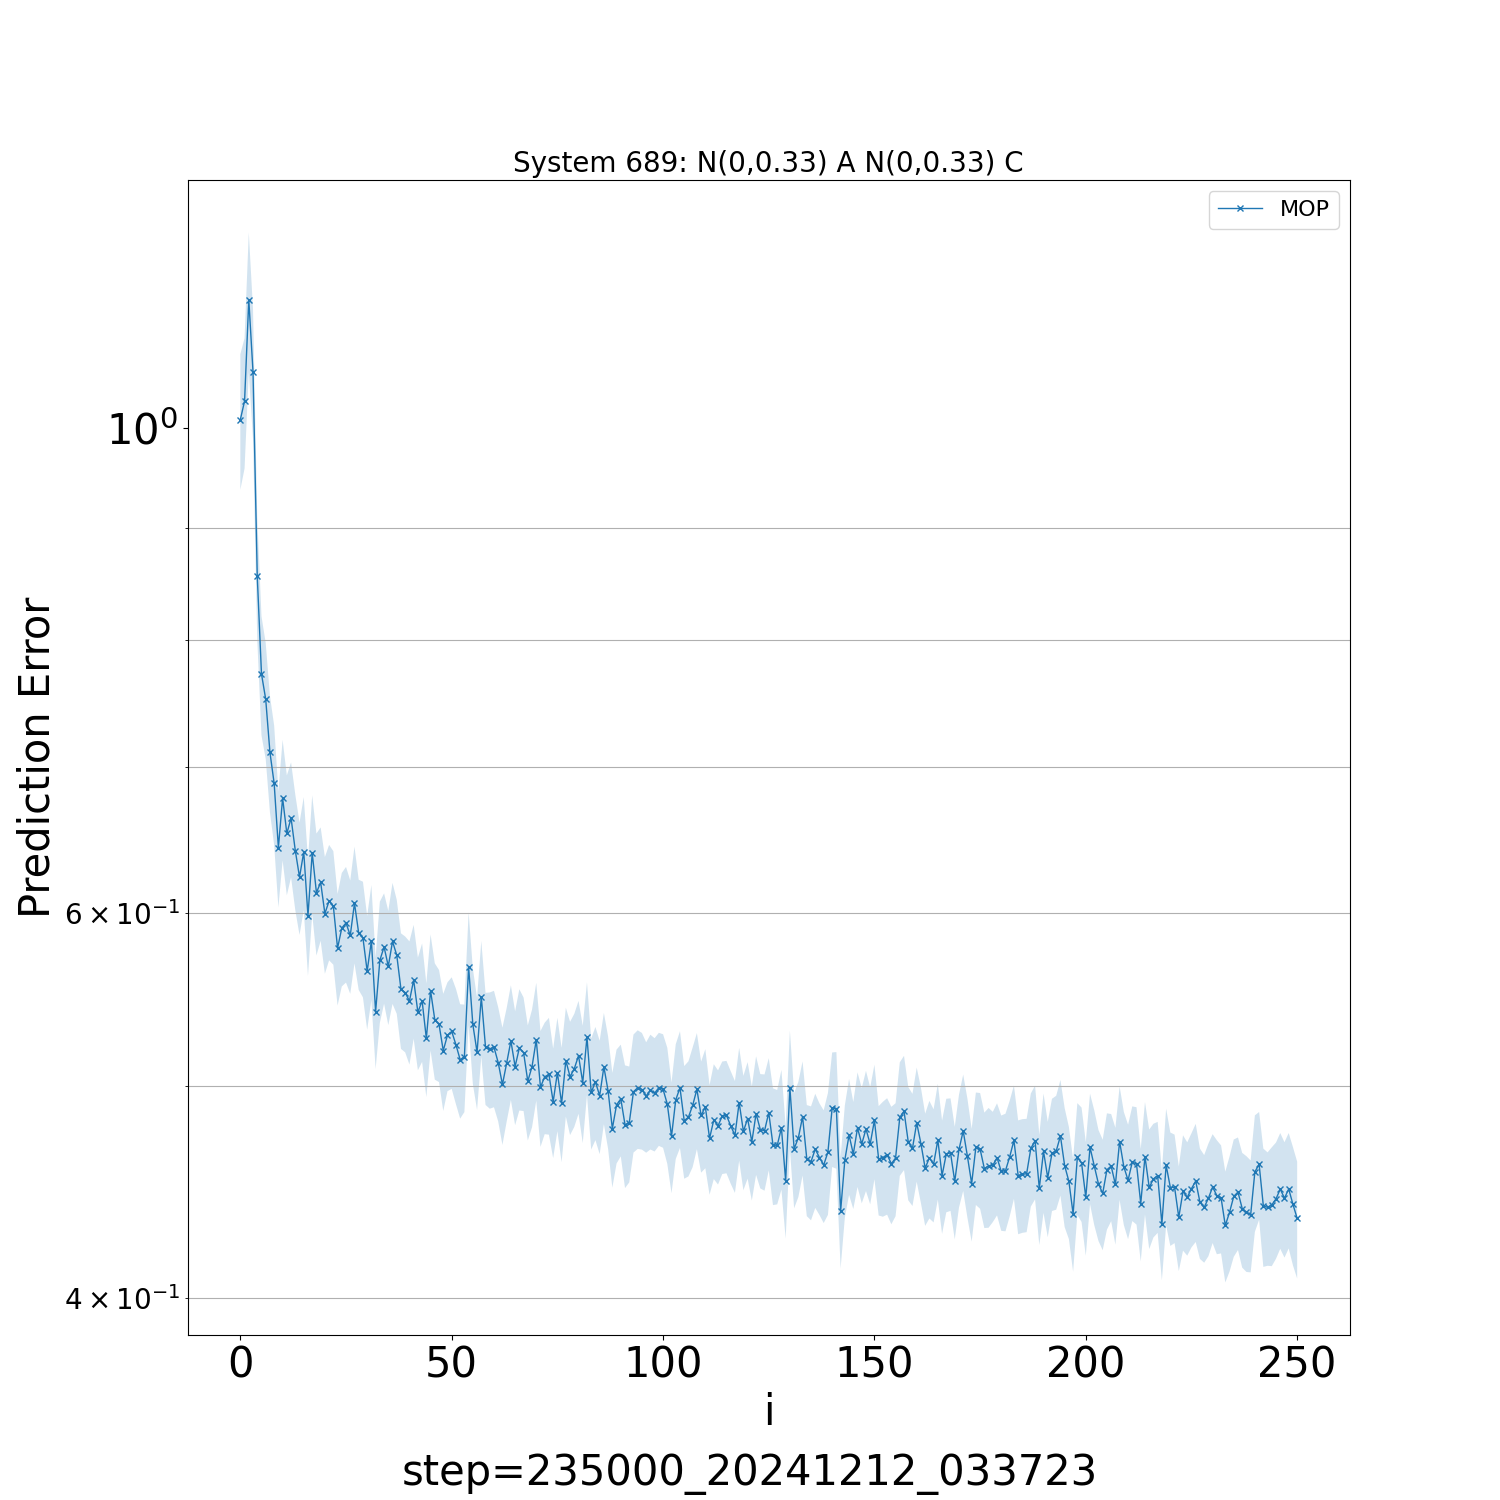 System 689: N(0,0.33) A N(0,0.33) C
MOP
10⁰
6 × 10⁻¹
4 × 10⁻¹
Prediction Error
0 50 100 150 200 250
i
step=235000_20241212_033723